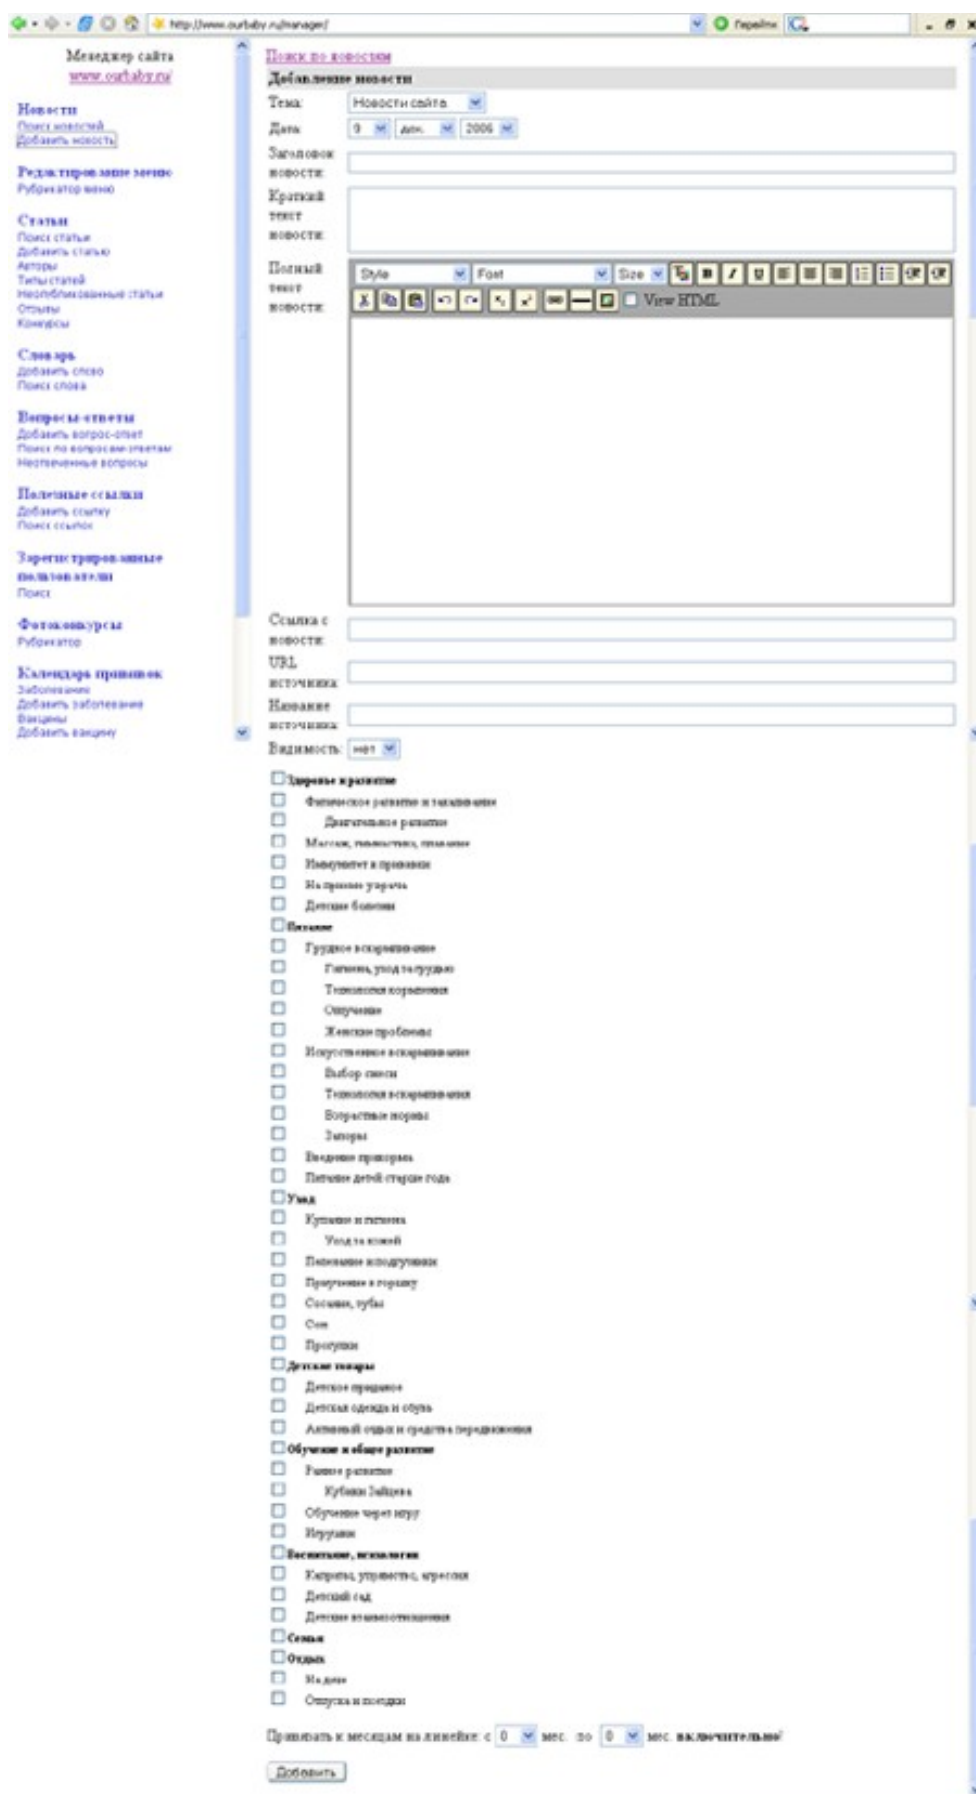 http://www.ourbaby.ru/manager/
Перейти
Менеджер сайта
www.ourbaby.ru/
Новости
Поиск новостей
Добавить новость
Редактирование меню
Рубрикатор меню
Статьи
Поиск статьи
Добавить статью
Авторы
Типы статей
Неопубликованные статьи
Отзывы
Конкурсы
Словарь
Добавить слово
Поиск слова
Вопросы-ответы
Добавить вопрос-ответ
Поиск по вопросам-ответам
Неотвеченные вопросы
Полезные ссылки
Добавить ссылку
Поиск ссылок
Зарегистрированные
пользователи
Поиск
Фотоконкурсы
Рубрикатор
Календарь прививок
Заболевания
Добавить заболевание
Вакцины
Добавить вакцину
Поиск по новостям
Добавление новости
Тема: Новости сайта
Дата: 9 дек. 2006
Заголовок
новости:
Краткий
текст
новости:
Полный
текст
новости:
Style Font Size
View HTML
Ссылка с
новости:
URL
источника:
Название
источника:
Видимость: нет
Здоровье и развитие
Физическое развитие и закаливание
Двигательное развитие
Массаж, гимнастика, плавание
Иммунитет и прививки
На приеме у врача
Детские болезни
Питание
Грудное вскармливание
Гигиена, уход за грудью
Технология кормления
Отлучение
Женские проблемы
Искусственное вскармливание
Выбор смеси
Технология вскармливания
Возрастные нормы
Запоры
Введение прикорма
Питание детей старше года
Уход
Купание и гигиена
Уход за кожей
Пеленание и подгузники
Приучение к горшку
Сосание, зубы
Сон
Прогулки
Детские товары
Детское приданое
Детская одежда и обувь
Активный отдых и средства передвижения
Обучение и общее развитие
Раннее развитие
Кубики Зайцева
Обучение через игру
Игрушки
Воспитание, психология
Капризы, упрямство, агрессия
Детский сад
Детские взаимоотношения
Семья
Отдых
На даче
Отпуска и поездки
Привязать к месяцам на линейке: с 0 мес. по 0 мес. включительно!
Добавить